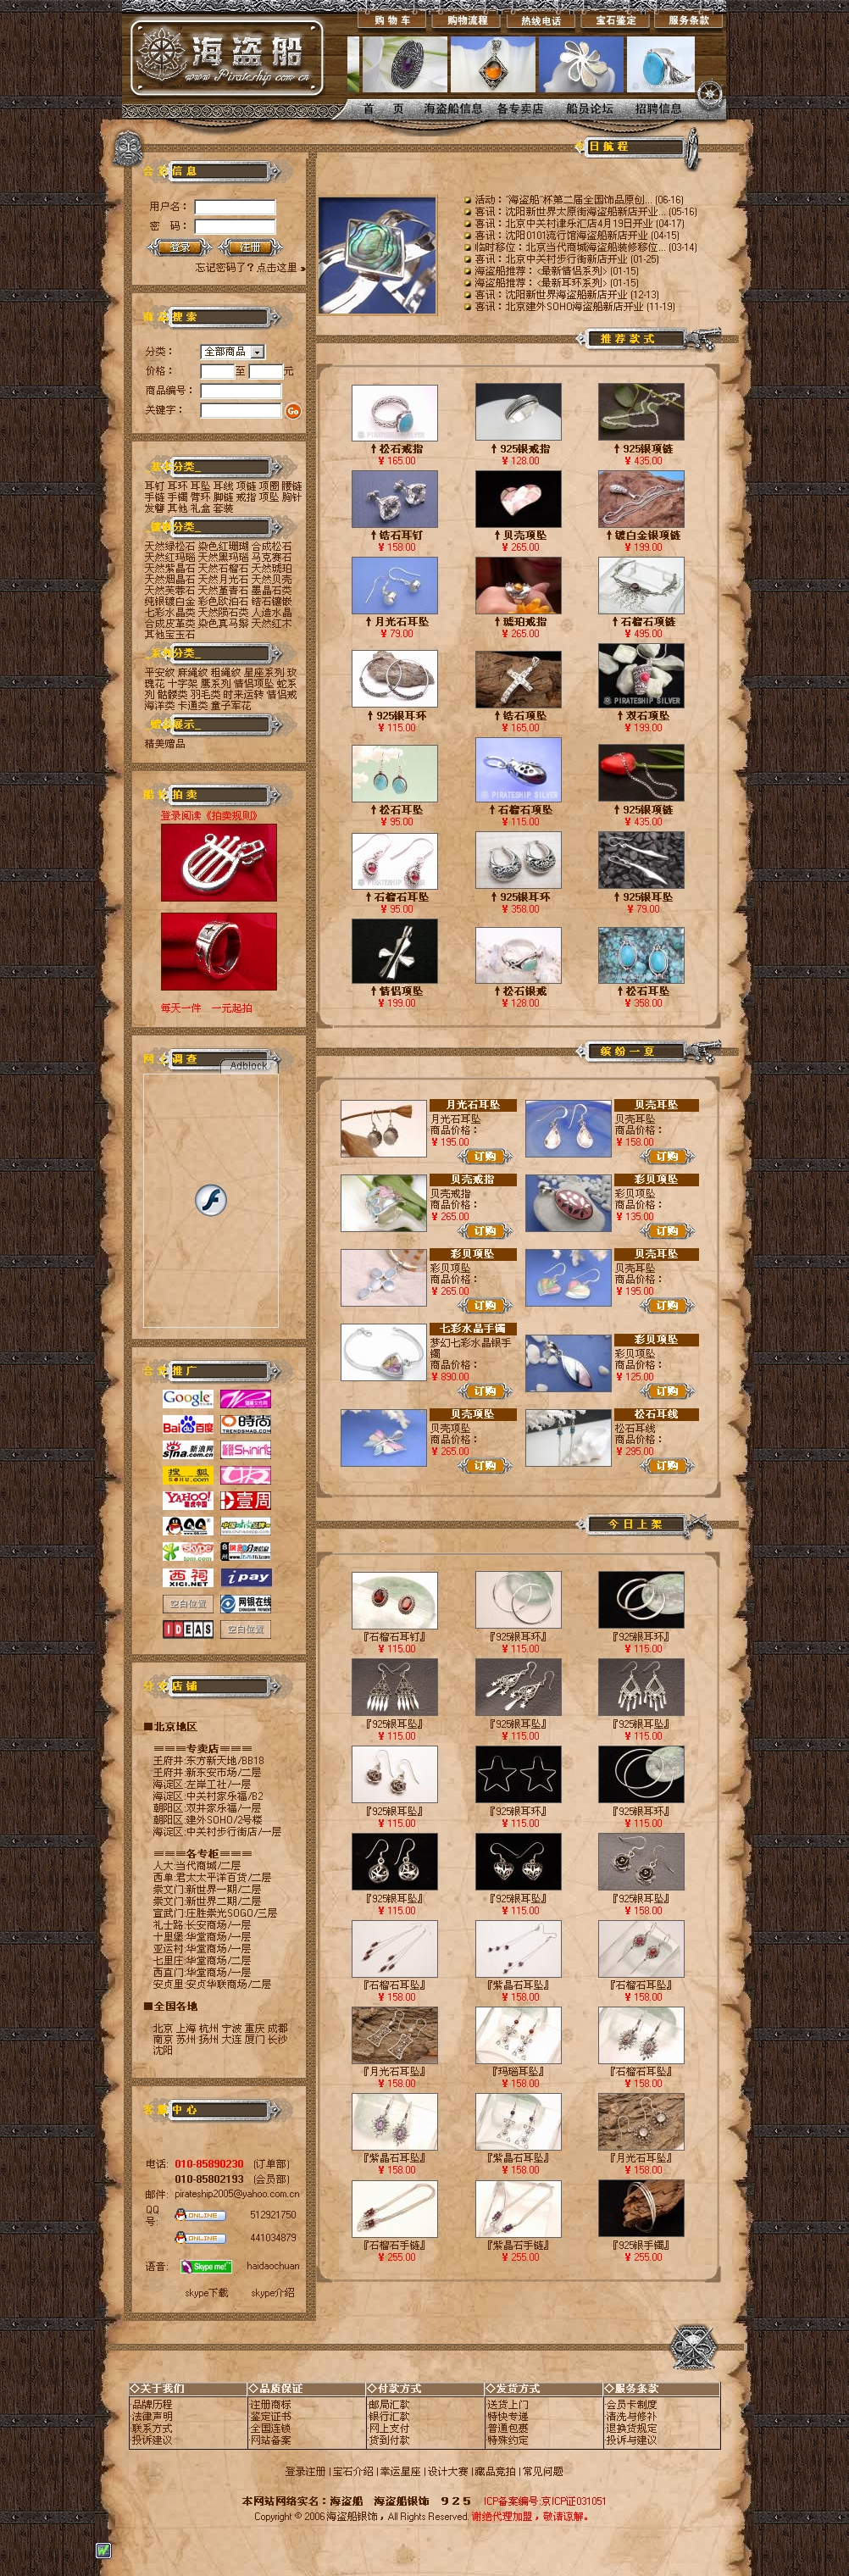 购 物 车
购物流程
热线电话
宝石鉴定
服务条款
海盗船
www.Pirateship.com.cn
首 页
海盗船信息
各专卖店
船员论坛
招聘信息
日航程
信息
用户名：
密 码：
登录
注册
忘记密码了？点击这里 »
活动："海盗船"杯第二届全国饰品原创... (06-16)
喜讯：沈阳新世界太原街海盗船新店开业... (05-16)
喜讯：北京中关村津乐汇店4月19日开业 (04-17)
喜讯：沈阳0101流行馆海盗船新店开业 (04-15)
临时移位：北京当代商城海盗船装修移位... (03-14)
喜讯：北京中关村步行街新店开业 (01-25)
海盗船推荐：<最新情侣系列> (01-15)
海盗船推荐：<最新耳环系列> (01-15)
喜讯：沈阳新世界海盗船新店开业 (12-13)
喜讯：北京建外SOHO海盗船新店开业 (11-19)
搜索
分类：
全部商品
价格：
至
元
商品编号：
关键字：
Go
分类_
耳钉 耳环 耳坠 耳线 项链 项圈 腰链
手链 手镯 臂环 脚链 戒指 项坠 胸针
发簪 其他 礼盒 套装
分类_
天然绿松石 染色红珊瑚 合成松石
天然红玛瑙 天然黑玛瑙 马克赛石
天然紫晶石 天然石榴石 天然琥珀
天然烟晶石 天然月光石 天然贝壳
天然芙蓉石 天然堇青石 墨晶石类
纯银镀白金 彩色欧泊石 锆石镶嵌
七彩水晶类 天然陨石类 人造水晶
合成皮革类 染色真马鬃 天然红木
其他宝玉石
分类_
平安纹 麻绳纹 粗绳纹 星座系列 玫
瑰花 十字架 藤系列 情侣项坠 蛇系
列 骷髅类 羽毛类 时来运转 情侣戒
海洋类 卡通类 童子军花
展示_
精美赠品
拍卖
登录阅读《拍卖规则》
每天一件 一元起拍
推荐款式
↑松石戒指
¥ 165.00
↑925银戒指
¥ 128.00
↑925银项链
¥ 435.00
↑锆石耳钉
¥ 158.00
↑贝壳项坠
¥ 265.00
↑镀白金银项链
¥ 199.00
↑月光石耳坠
¥ 79.00
↑琥珀戒指
¥ 265.00
↑石榴石项链
¥ 495.00
↑925银耳环
¥ 115.00
↑锆石项坠
¥ 165.00
↑双石项坠
¥ 199.00
↑松石耳坠
¥ 95.00
↑石榴石项坠
¥ 115.00
↑925银项链
¥ 435.00
↑石榴石耳坠
¥ 95.00
↑925银耳环
¥ 358.00
↑925银耳坠
¥ 79.00
↑情侣项坠
¥ 199.00
↑松石银戒
¥ 128.00
↑松石耳坠
¥ 358.00
调查
Adblock
缤纷一夏
月光石耳坠
月光石耳坠
商品价格：
¥ 195.00
订购
贝壳耳坠
贝壳耳坠
商品价格：
¥ 158.00
订购
贝壳戒指
贝壳戒指
商品价格：
¥ 265.00
订购
彩贝项坠
彩贝项坠
商品价格：
¥ 135.00
订购
彩贝项坠
彩贝项坠
商品价格：
¥ 265.00
订购
贝壳耳坠
贝壳耳坠
商品价格：
¥ 195.00
订购
七彩水晶手镯
梦幻七彩水晶银手
镯
商品价格：
¥ 890.00
订购
彩贝项坠
彩贝项坠
商品价格：
¥ 125.00
订购
贝壳项坠
贝壳项坠
商品价格：
¥ 265.00
订购
松石耳线
松石耳线
商品价格：
¥ 295.00
订购
推广
Google
Bai百度
时尚
TRENDSMAG.COM
新浪网
sina.com.cn
搜狐
SOHU.com
YAHOO!
壹周
QQ
skype
tom.com
西祠
XICI.NET
ipay
空白位置
网银在线
IDEAS
空白位置
今日上架
『石榴石耳钉』
¥ 115.00
『925银耳环』
¥ 115.00
『925银耳环』
¥ 115.00
『925银耳坠』
¥ 115.00
『925银耳坠』
¥ 115.00
『925银耳坠』
¥ 115.00
『925银耳坠』
¥ 115.00
『925银耳环』
¥ 115.00
『925银耳环』
¥ 115.00
『925银耳坠』
¥ 115.00
『925银耳坠』
¥ 115.00
『925银耳坠』
¥ 158.00
『石榴石耳坠』
¥ 158.00
『紫晶石耳坠』
¥ 158.00
『石榴石耳坠』
¥ 158.00
『月光石耳坠』
¥ 158.00
『玛瑙耳坠』
¥ 158.00
『石榴石耳坠』
¥ 158.00
『紫晶石耳坠』
¥ 158.00
『紫晶石耳坠』
¥ 158.00
『月光石耳坠』
¥ 158.00
『石榴石手链』
¥ 255.00
『紫晶石手链』
¥ 255.00
『925银手镯』
¥ 255.00
店铺
■北京地区
===专卖店===
王府井:东方新天地/BB18
王府井:新东安市场/二层
海淀区:左岸工社/一层
海淀区:中关村家乐福/B2
朝阳区:双井家乐福/一层
朝阳区:建外SOHO/2号楼
海淀区:中关村步行街店/一层
===各专柜===
人大:当代商城/二层
西单:君太太平洋百货/二层
崇文门:新世界一期/二层
崇文门:新世界二期/二层
宣武门:庄胜崇光SOGO/三层
礼士路:长安商场/一层
十里堡:华堂商场/一层
亚运村:华堂商场/一层
七里庄:华堂商场/二层
西直门:华堂商场/一层
安贞里:安贞华联商场/二层
■全国各地
北京 上海 杭州 宁波 重庆 成都
南京 苏州 扬州 大连 厦门 长沙
沈阳
中心
电话: 010-85890230 (订单部)
010-85802193 (会员部)
邮件: pirateship2005@yahoo.com.cn
QQ号: ONLINE 512921750
ONLINE 441034879
语音: Skype me! haidaochuan
skype下载 skype介绍
◇关于我们
品牌历程
法律声明
联系方式
投诉建议
◇品质保证
注册商标
鉴定证书
全国连锁
网站备案
◇付款方式
邮局汇款
银行汇款
网上支付
货到付款
◇发货方式
送货上门
特快专递
普通包裹
特殊约定
◇服务条款
会员卡制度
清洗与修补
退换货规定
投诉与建议
登录注册 | 宝石介绍 | 幸运星座 | 设计大赛 | 藏品竞拍 | 常见问题
本网站网络实名：海盗船 海盗船银饰 925 ICP备案编号:京ICP证031051
Copyright © 2006 海盗船银饰，All Rights Reserved. 谢绝代理加盟，敬请谅解。